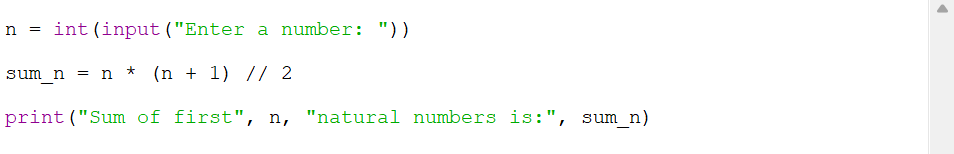 n = int(input("Enter a number: "))
sum_n = n * (n + 1) // 2
print("Sum of first", n, "natural numbers is:", sum_n)